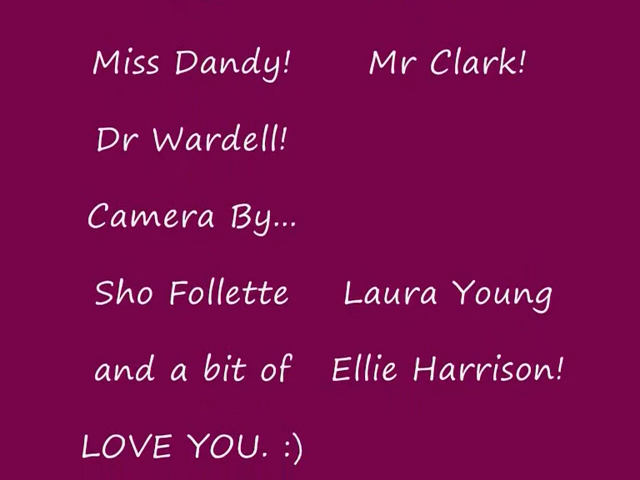 Miss Dandy! Mr Clark!
Dr Wardell!
Camera By...
Sho Follette Laura Young
and a bit of Ellie Harrison!
LOVE YOU. :)